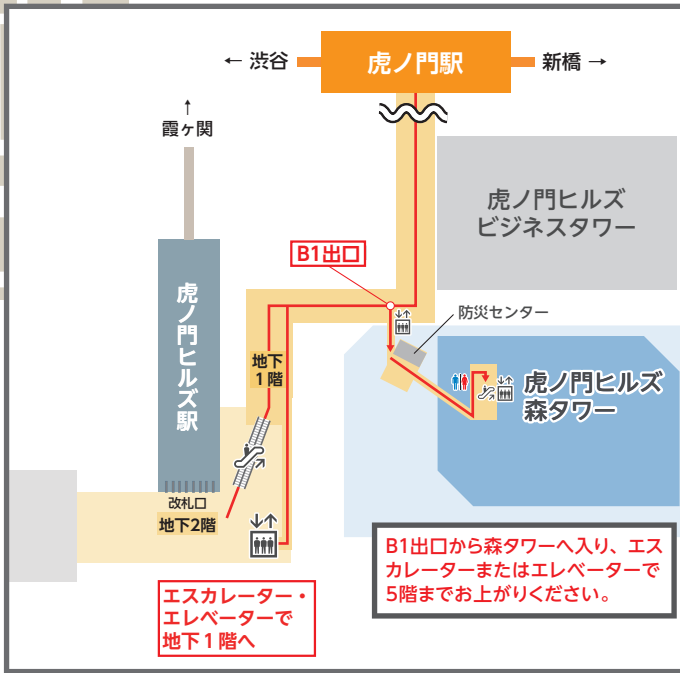 ← 渋谷
虎ノ門駅
新橋 →
↑
霞ヶ関
虎ノ門ヒルズ
ビジネスタワー
B1出口
防災センター
虎ノ門ヒルズ駅
地下
1階
虎ノ門ヒルズ
森タワー
改札口
地下2階
B1出口から森タワーへ入り、エス
カレーターまたはエレベーターで
5階までお上がりください。
エスカレーター・
エレベーターで
地下1階へ